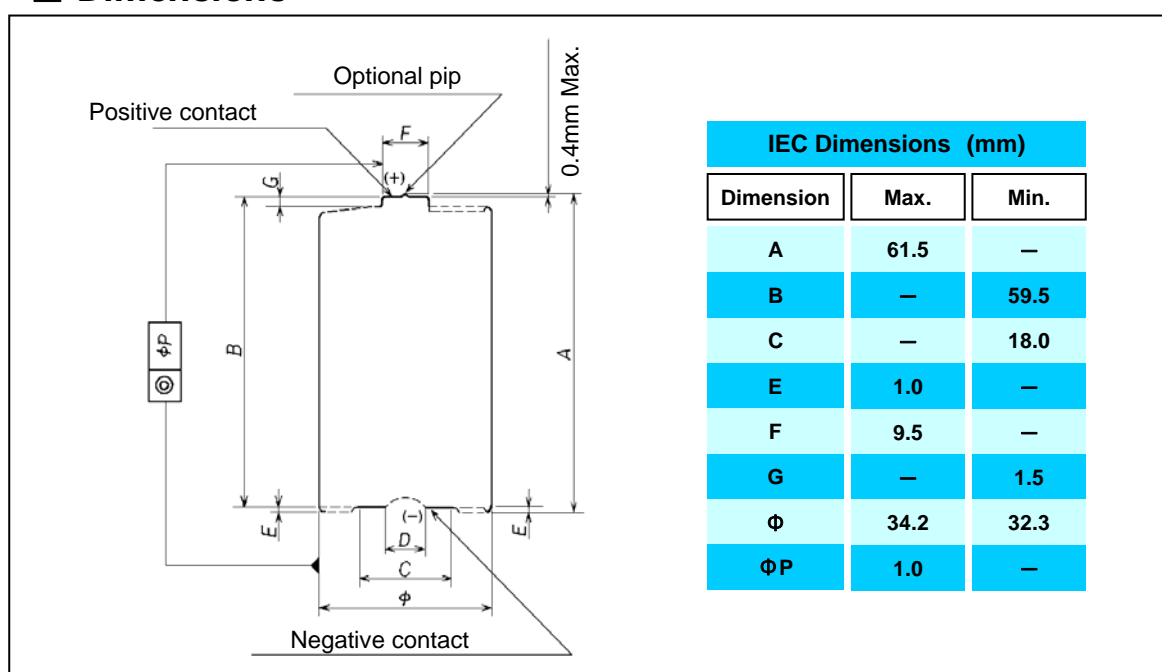 ■ Dimensions
Optional pip
Positive contact
0.4mm Max.
F
G
(+)
ΦP
◎
B
A
E
(−)
E
D
C
Φ
Negative contact
IEC Dimensions (mm)
Dimension Max. Min.
A 61.5 —
B — 59.5
C — 18.0
E 1.0 —
F 9.5 —
G — 1.5
Φ 34.2 32.3
ΦP 1.0 —